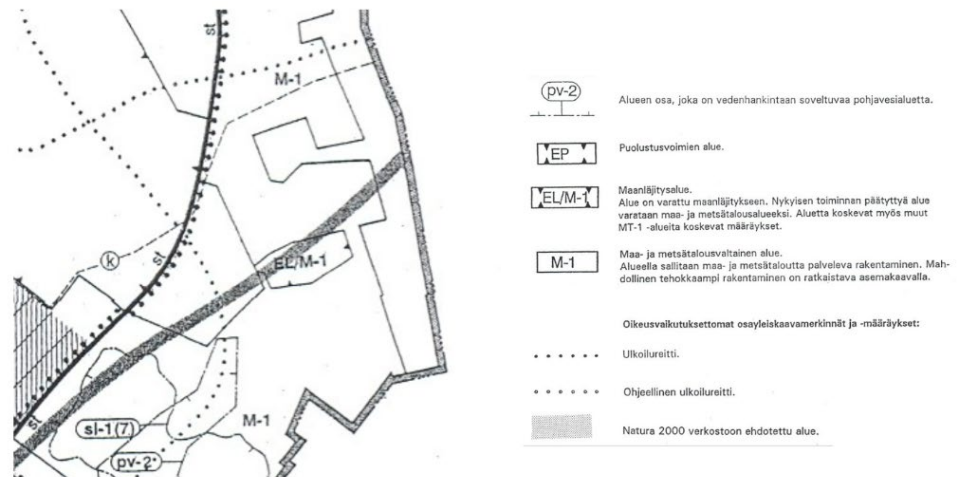 st
M-1
k
st
EL/M-1
sl-1(7)
M-1
pv-2
st
pv-2
Alueen osa, joka on vedenhankintaan soveltuvaa pohjavesialuetta.
EP
Puolustusvoimien alue.
EL/M-1
Maanläjitysalue.
Alue on varattu maanläjitykseen. Nykyisen toiminnan päätyttyä alue
varataan maa- ja metsätalousalueeksi. Aluetta koskevat myös muut
MT-1 -alueita koskevat määräykset.
M-1
Maa- ja metsätalousvaltainen alue.
Alueella sallitaan maa- ja metsätaloutta palveleva rakentaminen. Mah-
dollinen tehokkaampi rakentaminen on ratkaistava asemakaavalla.
Oikeusvaikutuksettomat osayleiskaavamerkinnät ja -määräykset:
Ulkoilureitti.
Ohjeellinen ulkoilureitti.
Natura 2000 verkostoon ehdotettu alue.